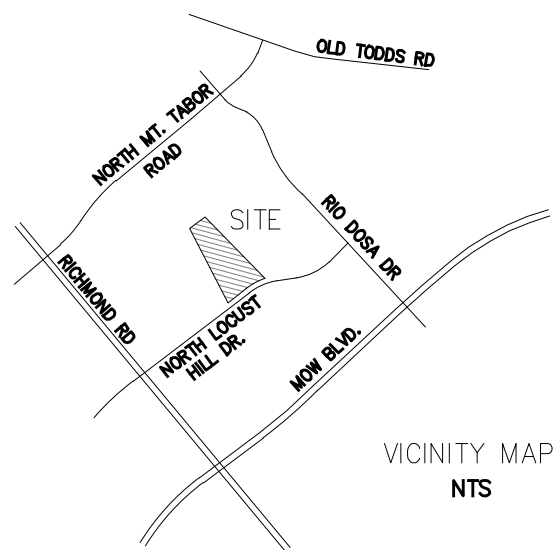 OLD TODDS RD
NORTH MT. TABOR
ROAD
SITE
RIO DOSA DR
RICHMOND RD
NORTH LOCUST
HILL DR.
MOW BLVD.
VICINITY MAP
NTS